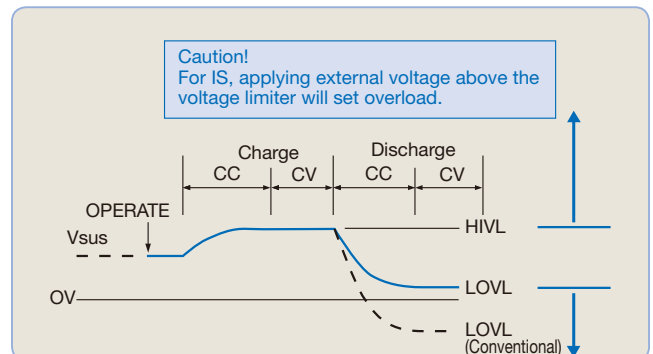 Caution!
For IS, applying external voltage above the
voltage limiter will set overload.
Charge
Discharge
CC
CV
CC
CV
OPERATE
Vsus
HIVL
OV
LOVL
LOVL
(Conventional)